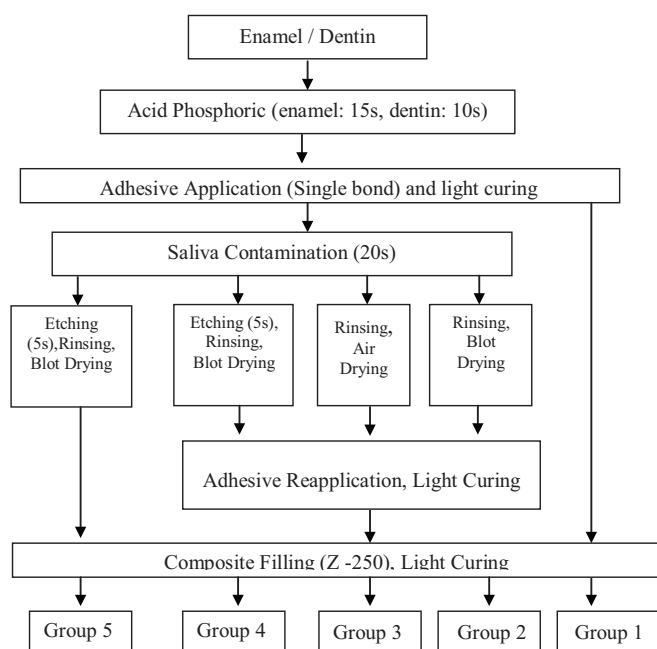 Enamel / Dentin
Acid Phosphoric (enamel: 15s, dentin: 10s)
Adhesive Application (Single bond) and light curing
Saliva Contamination (20s)
Etching
(5s),Rinsing,
Blot Drying
Etching (5s),
Rinsing,
Blot Drying
Rinsing,
Air
Drying
Rinsing,
Blot
Drying
Adhesive Reapplication, Light Curing
Composite Filling (Z -250), Light Curing
Group 5
Group 4
Group 3
Group 2
Group 1